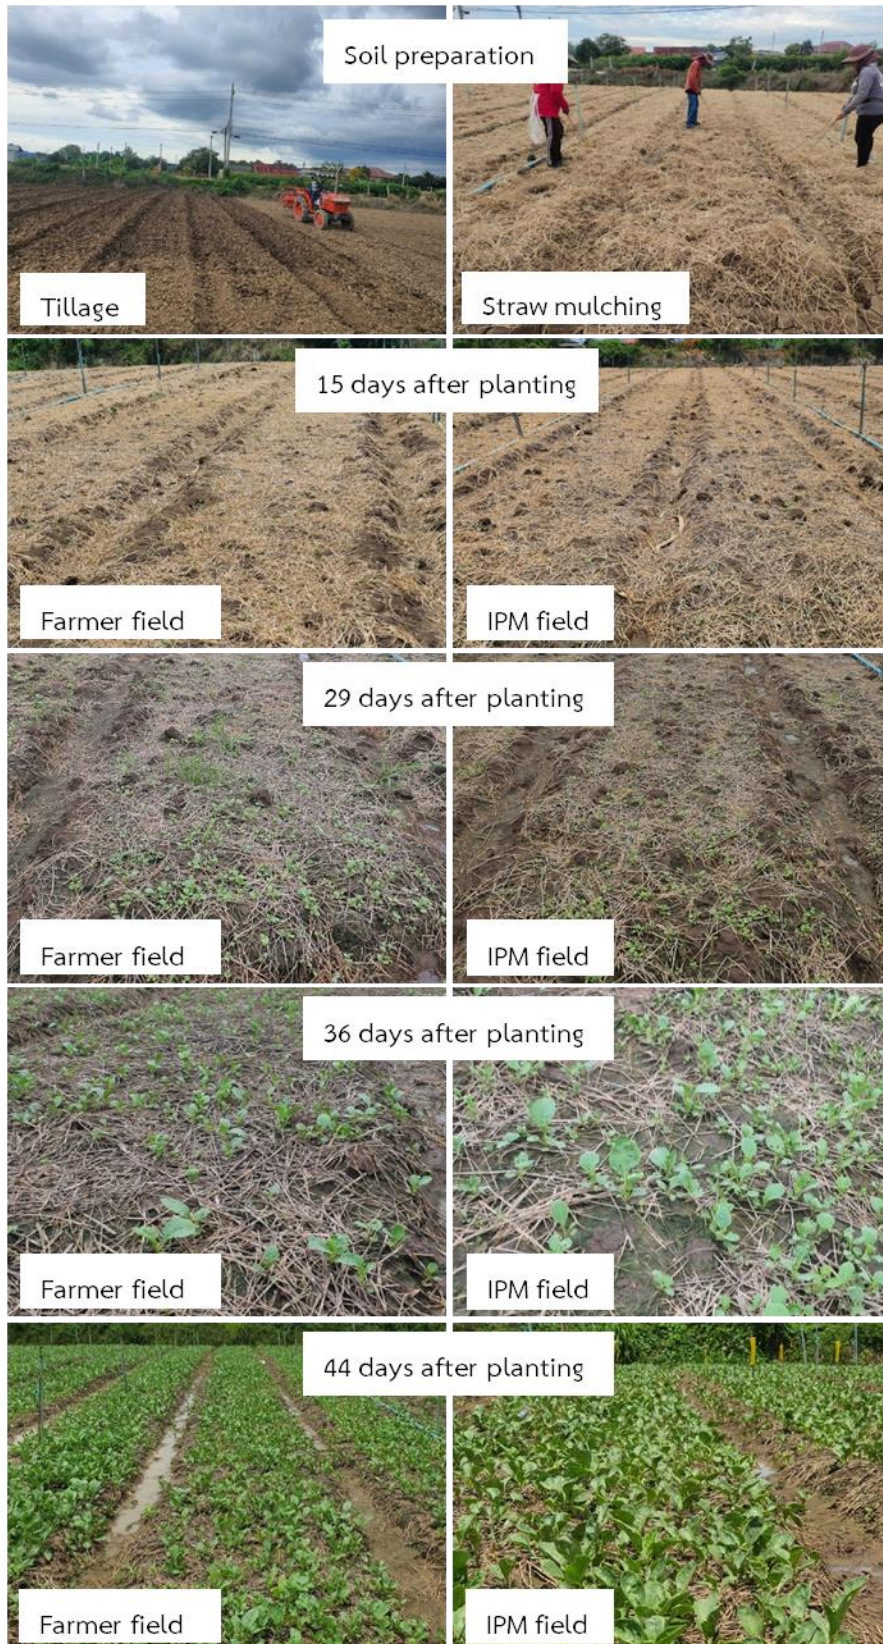 Soil preparation
Tillage
Straw mulching
15 days after planting
Farmer field
IPM field
29 days after planting
Farmer field
IPM field
36 days after planting
Farmer field
IPM field
44 days after planting
Farmer field
IPM field